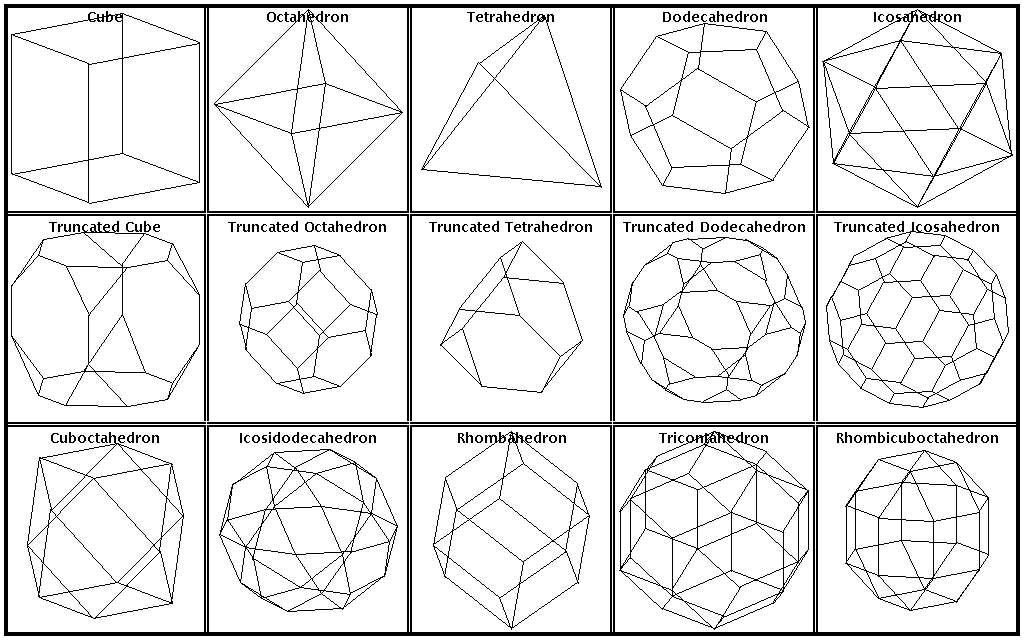 Cube
Octahedron
Tetrahedron
Dodecahedron
Icosahedron
Truncated Cube
Truncated Octahedron
Truncated Tetrahedron
Truncated Dodecahedron
Truncated Icosahedron
Cuboctahedron
Icosidodecahedron
Rhombahedron
Tricontahedron
Rhombicuboctahedron